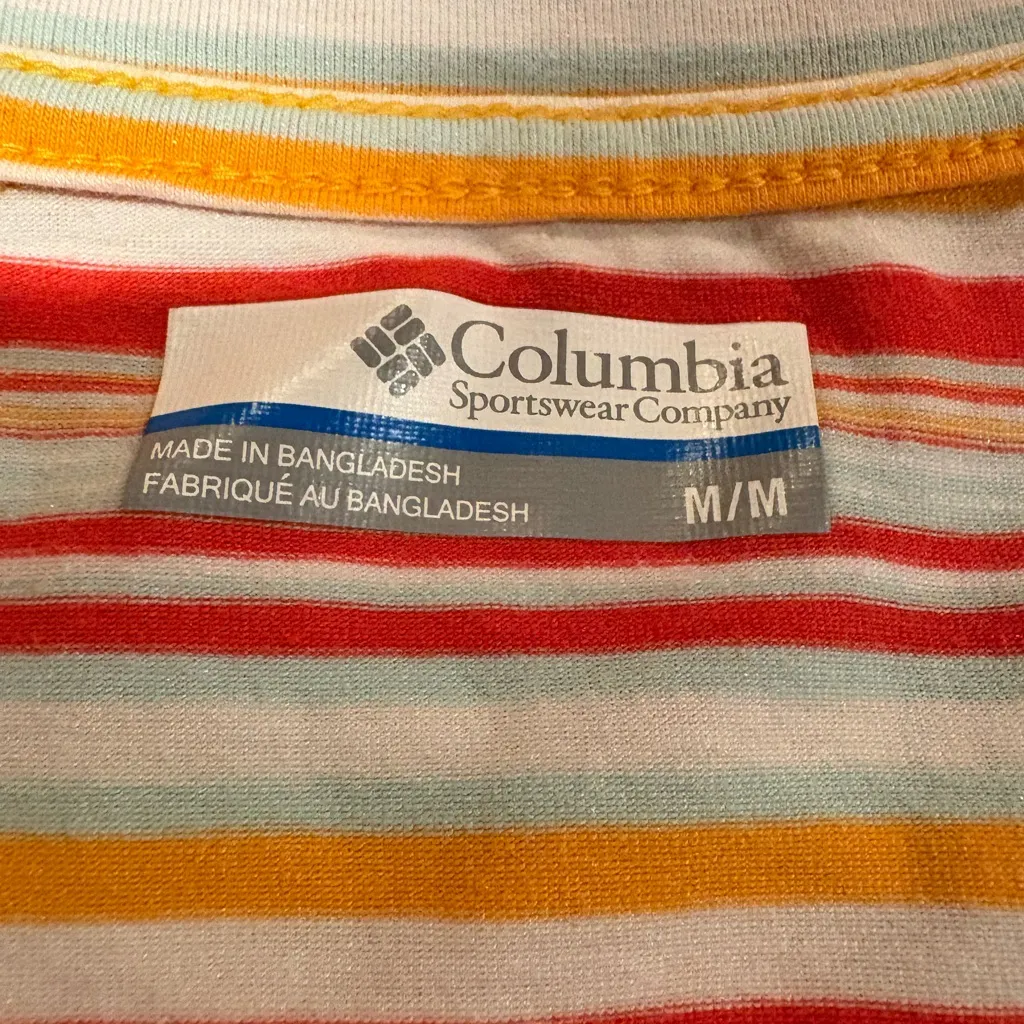 Columbia
Sportswear Company
MADE IN BANGLADESH
FABRIQUÉ AU BANGLADESH
M/M